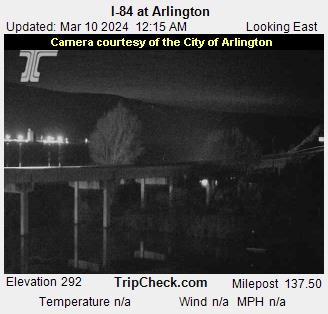 I-84 at Arlington
Updated: Mar 10 2024 12:15 AM Looking East
Camera courtesy of the City of Arlington
Elevation 292 TripCheck.com Milepost 137.50
Temperature n/a Wind n/a MPH n/a